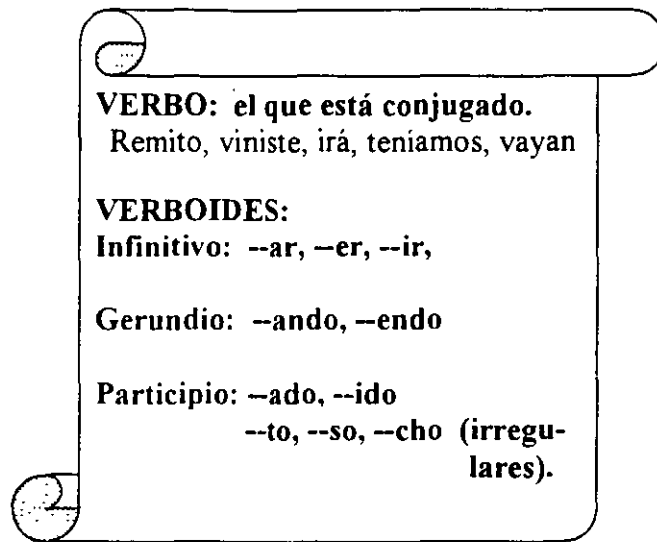 VERBO: el que está conjugado.
Remito, viniste, irá, teníamos, vayan
VERBOIDES:
Infinitivo: --ar, --er, --ir,
Gerundio: --ando, --endo
Participio: --ado, --ido
--to, --so, --cho (irregu-
lares).